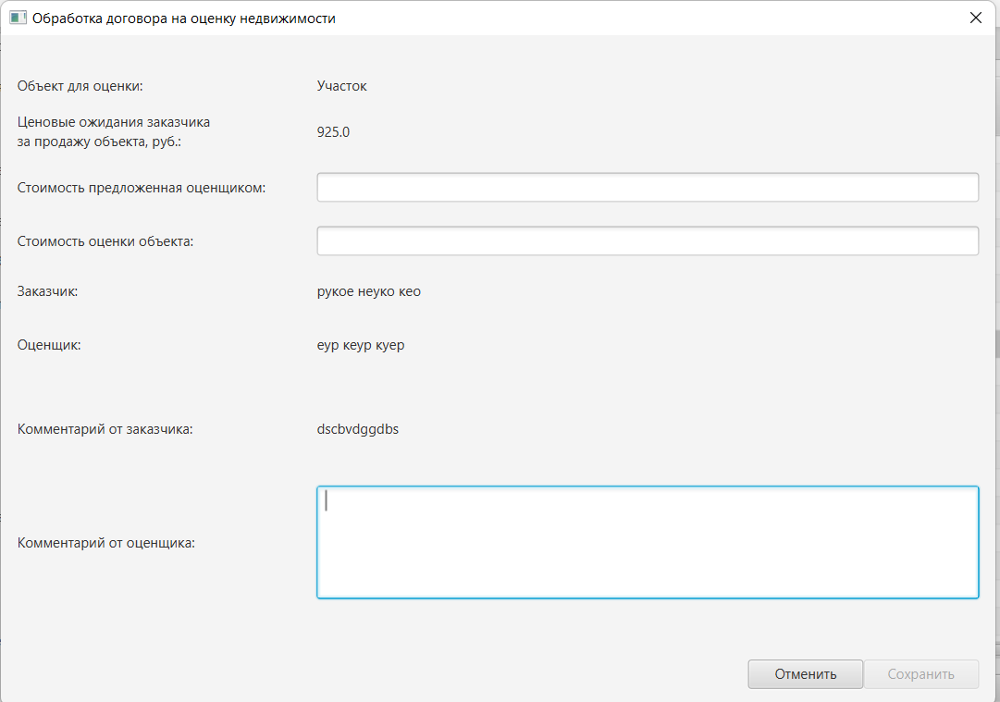 Обработка договора на оценку недвижимости
Объект для оценки: Участок
Ценовые ожидания заказчика
за продажу объекта, руб.: 925.0
Стоимость предложенная оценщиком:
Стоимость оценки объекта:
Заказчик: рукое неуко кео
Оценщик: еур кеур куер
Комментарий от заказчика: dscbvdggdbs
Комментарий от оценщика:
Отменить Сохранить